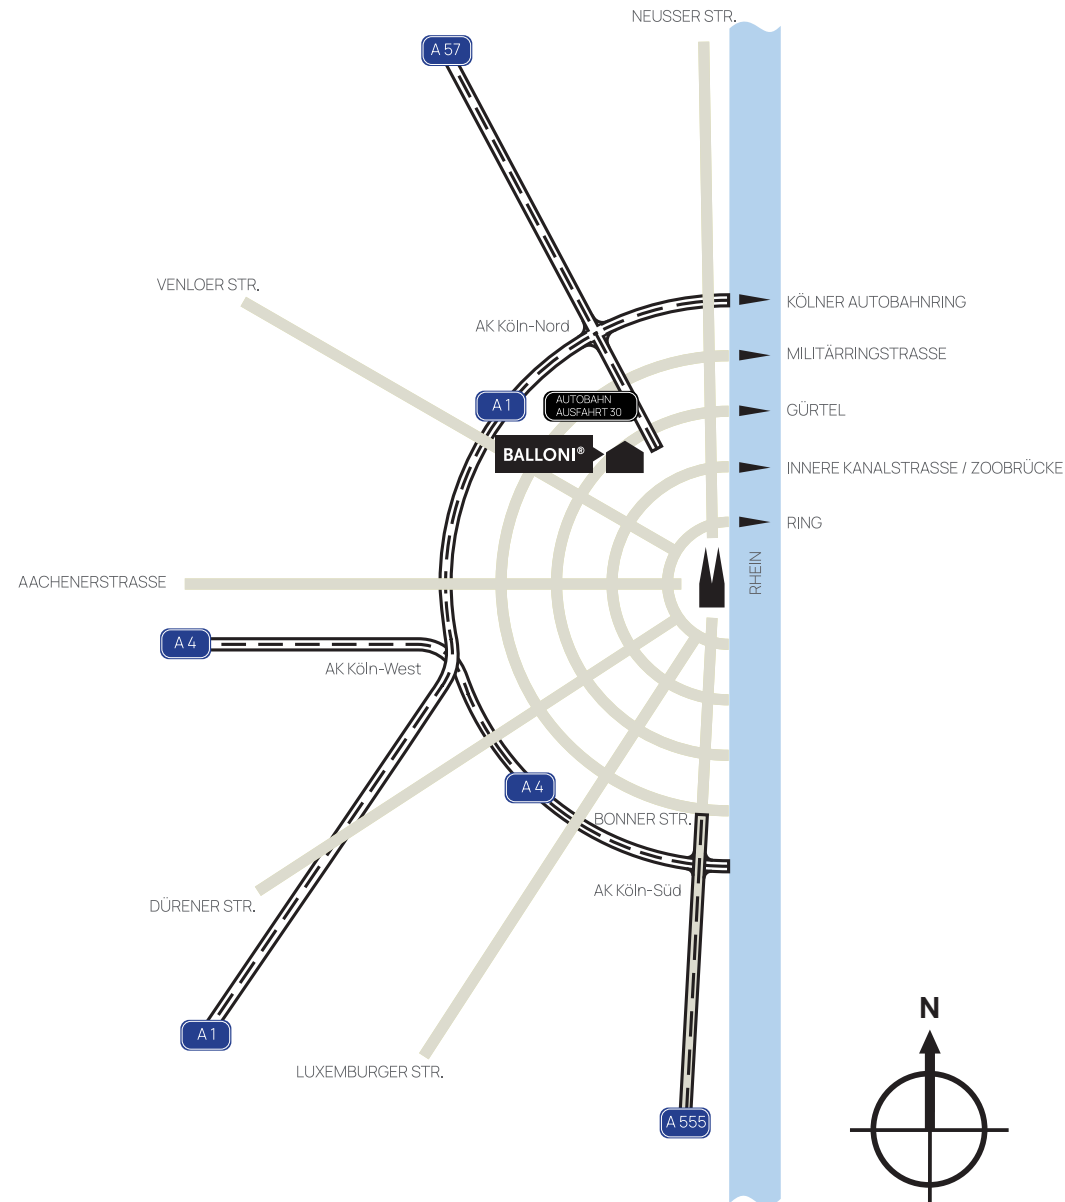 NEUSSER STR.
A 57
VENLOER STR.
KÖLNER AUTOBAHNRING
AK Köln-Nord
MILITÄRRINGSTRASSE
A 1
AUTOBAHN
AUSFAHRT 30
GÜRTEL
BALLONI®
INNERE KANALSTRASSE / ZOOBRÜCKE
RING
RHEIN
AACHENERSTRASSE
A 4
AK Köln-West
A 4
BONNER STR.
AK Köln-Süd
DÜRENER STR.
N
A 1
LUXEMBURGER STR.
A 555